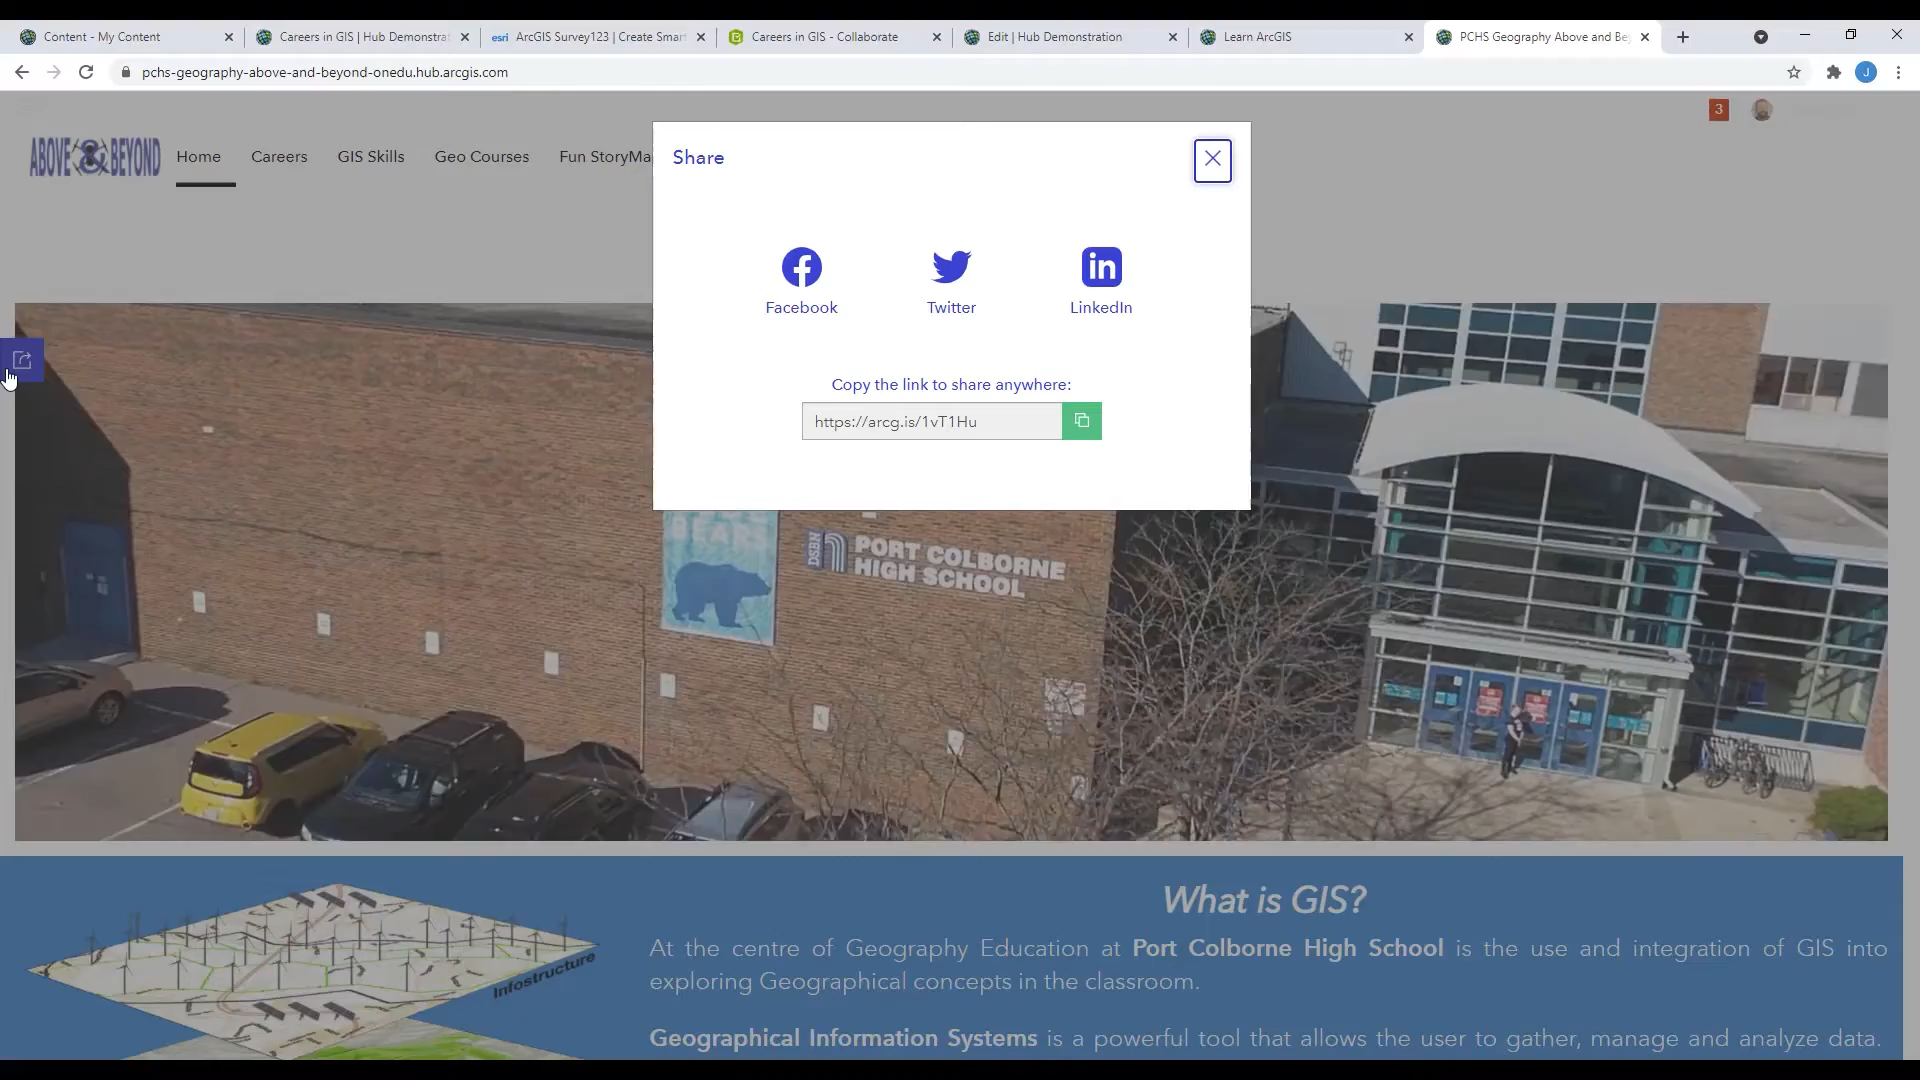 Content - My Content
Careers in GIS | Hub Demonstra
esri ArcGIS Survey123 | Create Smar
Careers in GIS - Collaborate
Edit | Hub Demonstration
Learn ArcGIS
PCHS Geography Above and Be
pchs-geography-above-and-beyond-onedu.hub.arcgis.com
J
3
ABOVE & BEYOND
Home
Careers
GIS Skills
Geo Courses
Fun StoryMa
Share
Facebook
Twitter
LinkedIn
Copy the link to share anywhere:
https://arcg.is/1vT1Hu
BEARS
DSBN
PORT COLBORNE
HIGH SCHOOL
What is GIS?
At the centre of Geography Education at Port Colborne High School is the use and integration of GIS into
exploring Geographical concepts in the classroom.
Infostructure
Geographical Information Systems is a powerful tool that allows the user to gather, manage and analyze data.